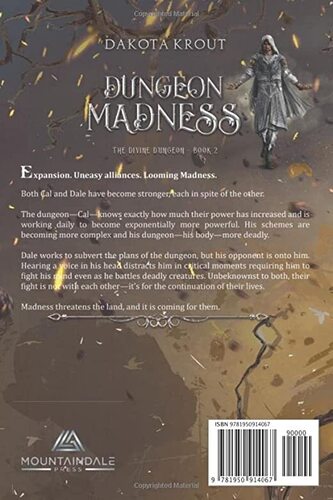 DAKOTA KROUT
DUNGEON
MADNESS
THE DIVINE DUNGEON - BOOK 2
Expansion. Uneasy alliances. Looming Madness.
Both Cal and Dale have become stronger, each in spite of the other.
The dungeon—Cal—knows exactly how much their power has increased and is
working daily to become exponentially more powerful. His schemes are
becoming more complex and his dungeon—his body—more deadly.
Dale works to subvert the plans of the dungeon, but his opponent is onto him.
Hearing a voice in his head distracts him in critical moments requiring him to
fight his mind even as he battles deadly creatures. Unbeknownst to both, their
fight is not with each other—it's for the continuation of their lives.
Madness threatens the land, and it is coming for them.
MOUNTAINDALE
PRESS
ISBN 9781950914067
90000
9 781950 914067